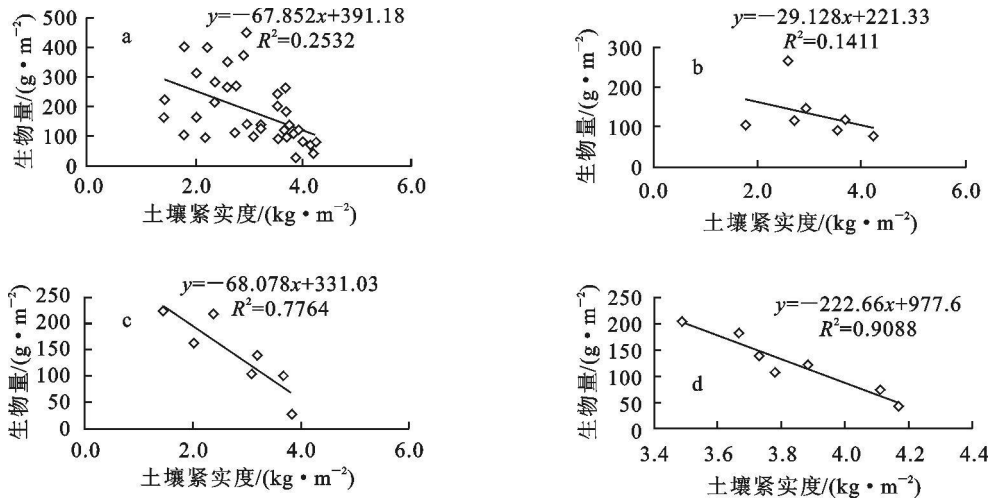 y=−67.852x+391.18
R²=0.2532
a
500
400
300
200
100
0
0.0 2.0 4.0 6.0
生物量/(g·m⁻²)
土壤紧实度/(kg·m⁻²)
y=−29.128x+221.33
R²=0.1411
b
300
200
100
0
0.0 2.0 4.0 6.0
生物量/(g·m⁻²)
土壤紧实度/(kg·m⁻²)
y=−68.078x+331.03
R²=0.7764
c
250
200
150
100
50
0
0.0 2.0 4.0 6.0
生物量/(g·m⁻²)
土壤紧实度/(kg·m⁻²)
y=−222.66x+977.6
R²=0.9088
d
250
200
150
100
50
0
3.4 3.6 3.8 4.0 4.2 4.4
生物量/(g·m⁻²)
土壤紧实度/(kg·m⁻²)